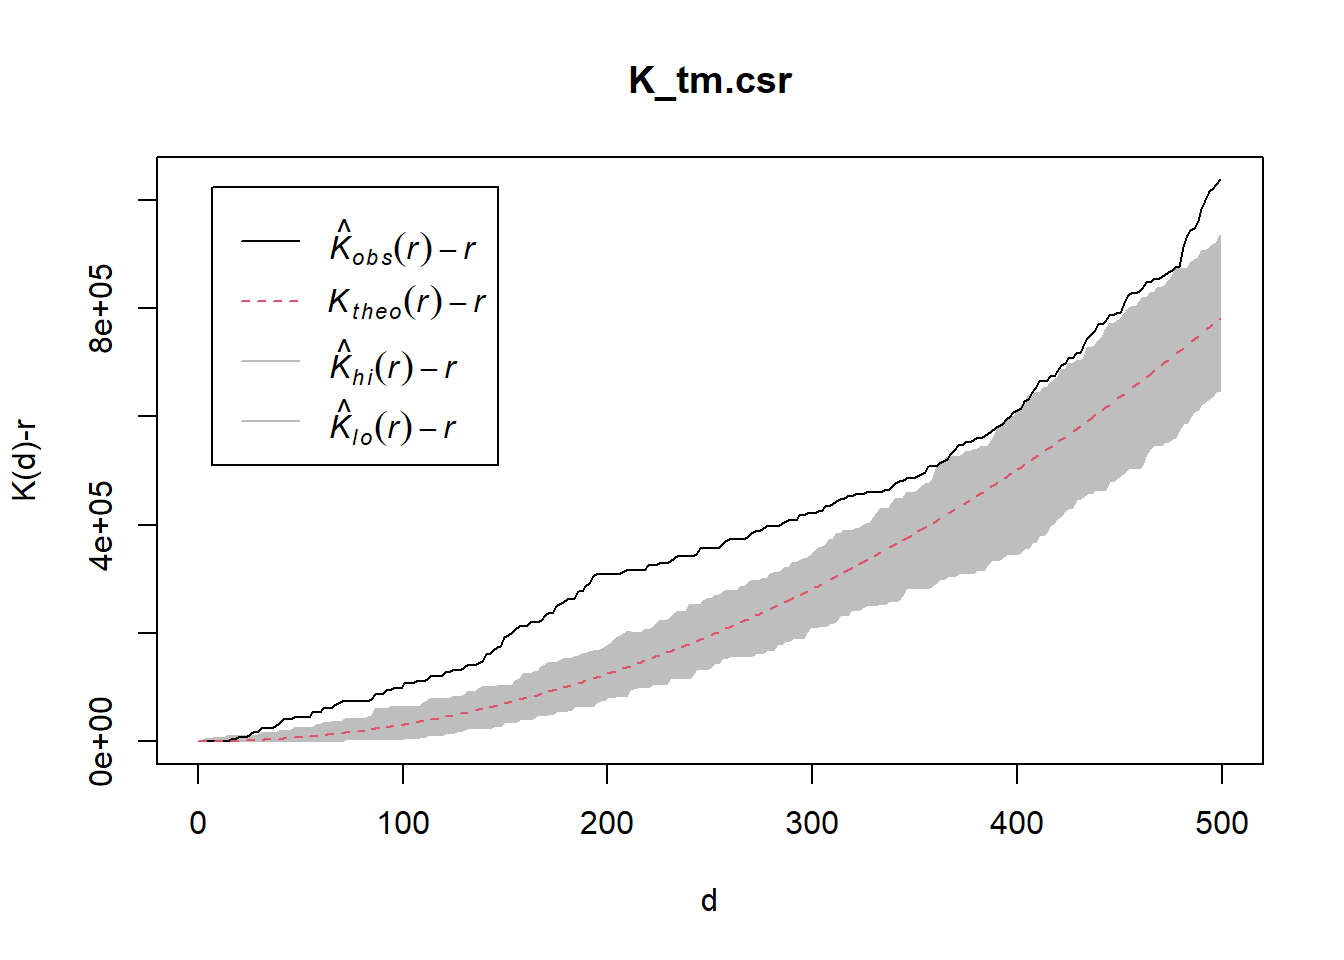 K_tm.csr
K̂obs(r) − r
Ktheo(r) − r
K̂hi(r) − r
K̂lo(r) − r
K(d)-r
8e+05
4e+05
0e+00
0 100 200 300 400 500
d